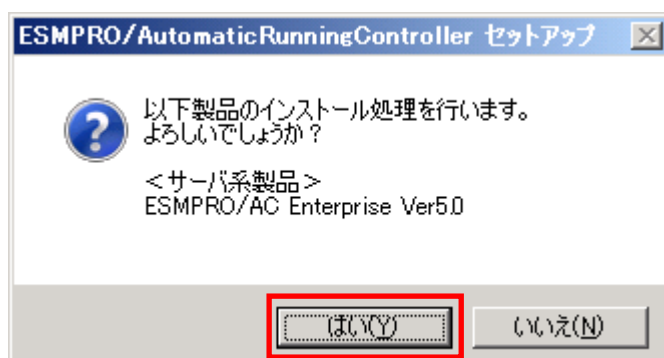 ESMPRO/AutomaticRunningController セットアップ
以下製品のインストール処理を行います。
よろしいでしょうか？
＜サーバ系製品＞
ESMPRO/AC Enterprise Ver5.0
はい(Y)
いいえ(N)